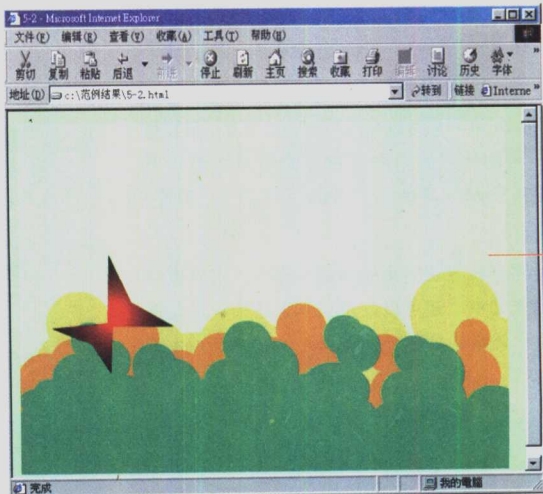 5-2 - Microsoft Internet Explorer
文件(F) 编辑(E) 查看(V) 收藏(A) 工具(T) 帮助(H)
剪切 复制 粘贴 后退 前进 停止 刷新 主页 搜索 收藏 打印 编辑 讨论 历史 字体
地址(D) c:\范例结果\5-2.html 转到 链接 Interne
完成 我的電腦